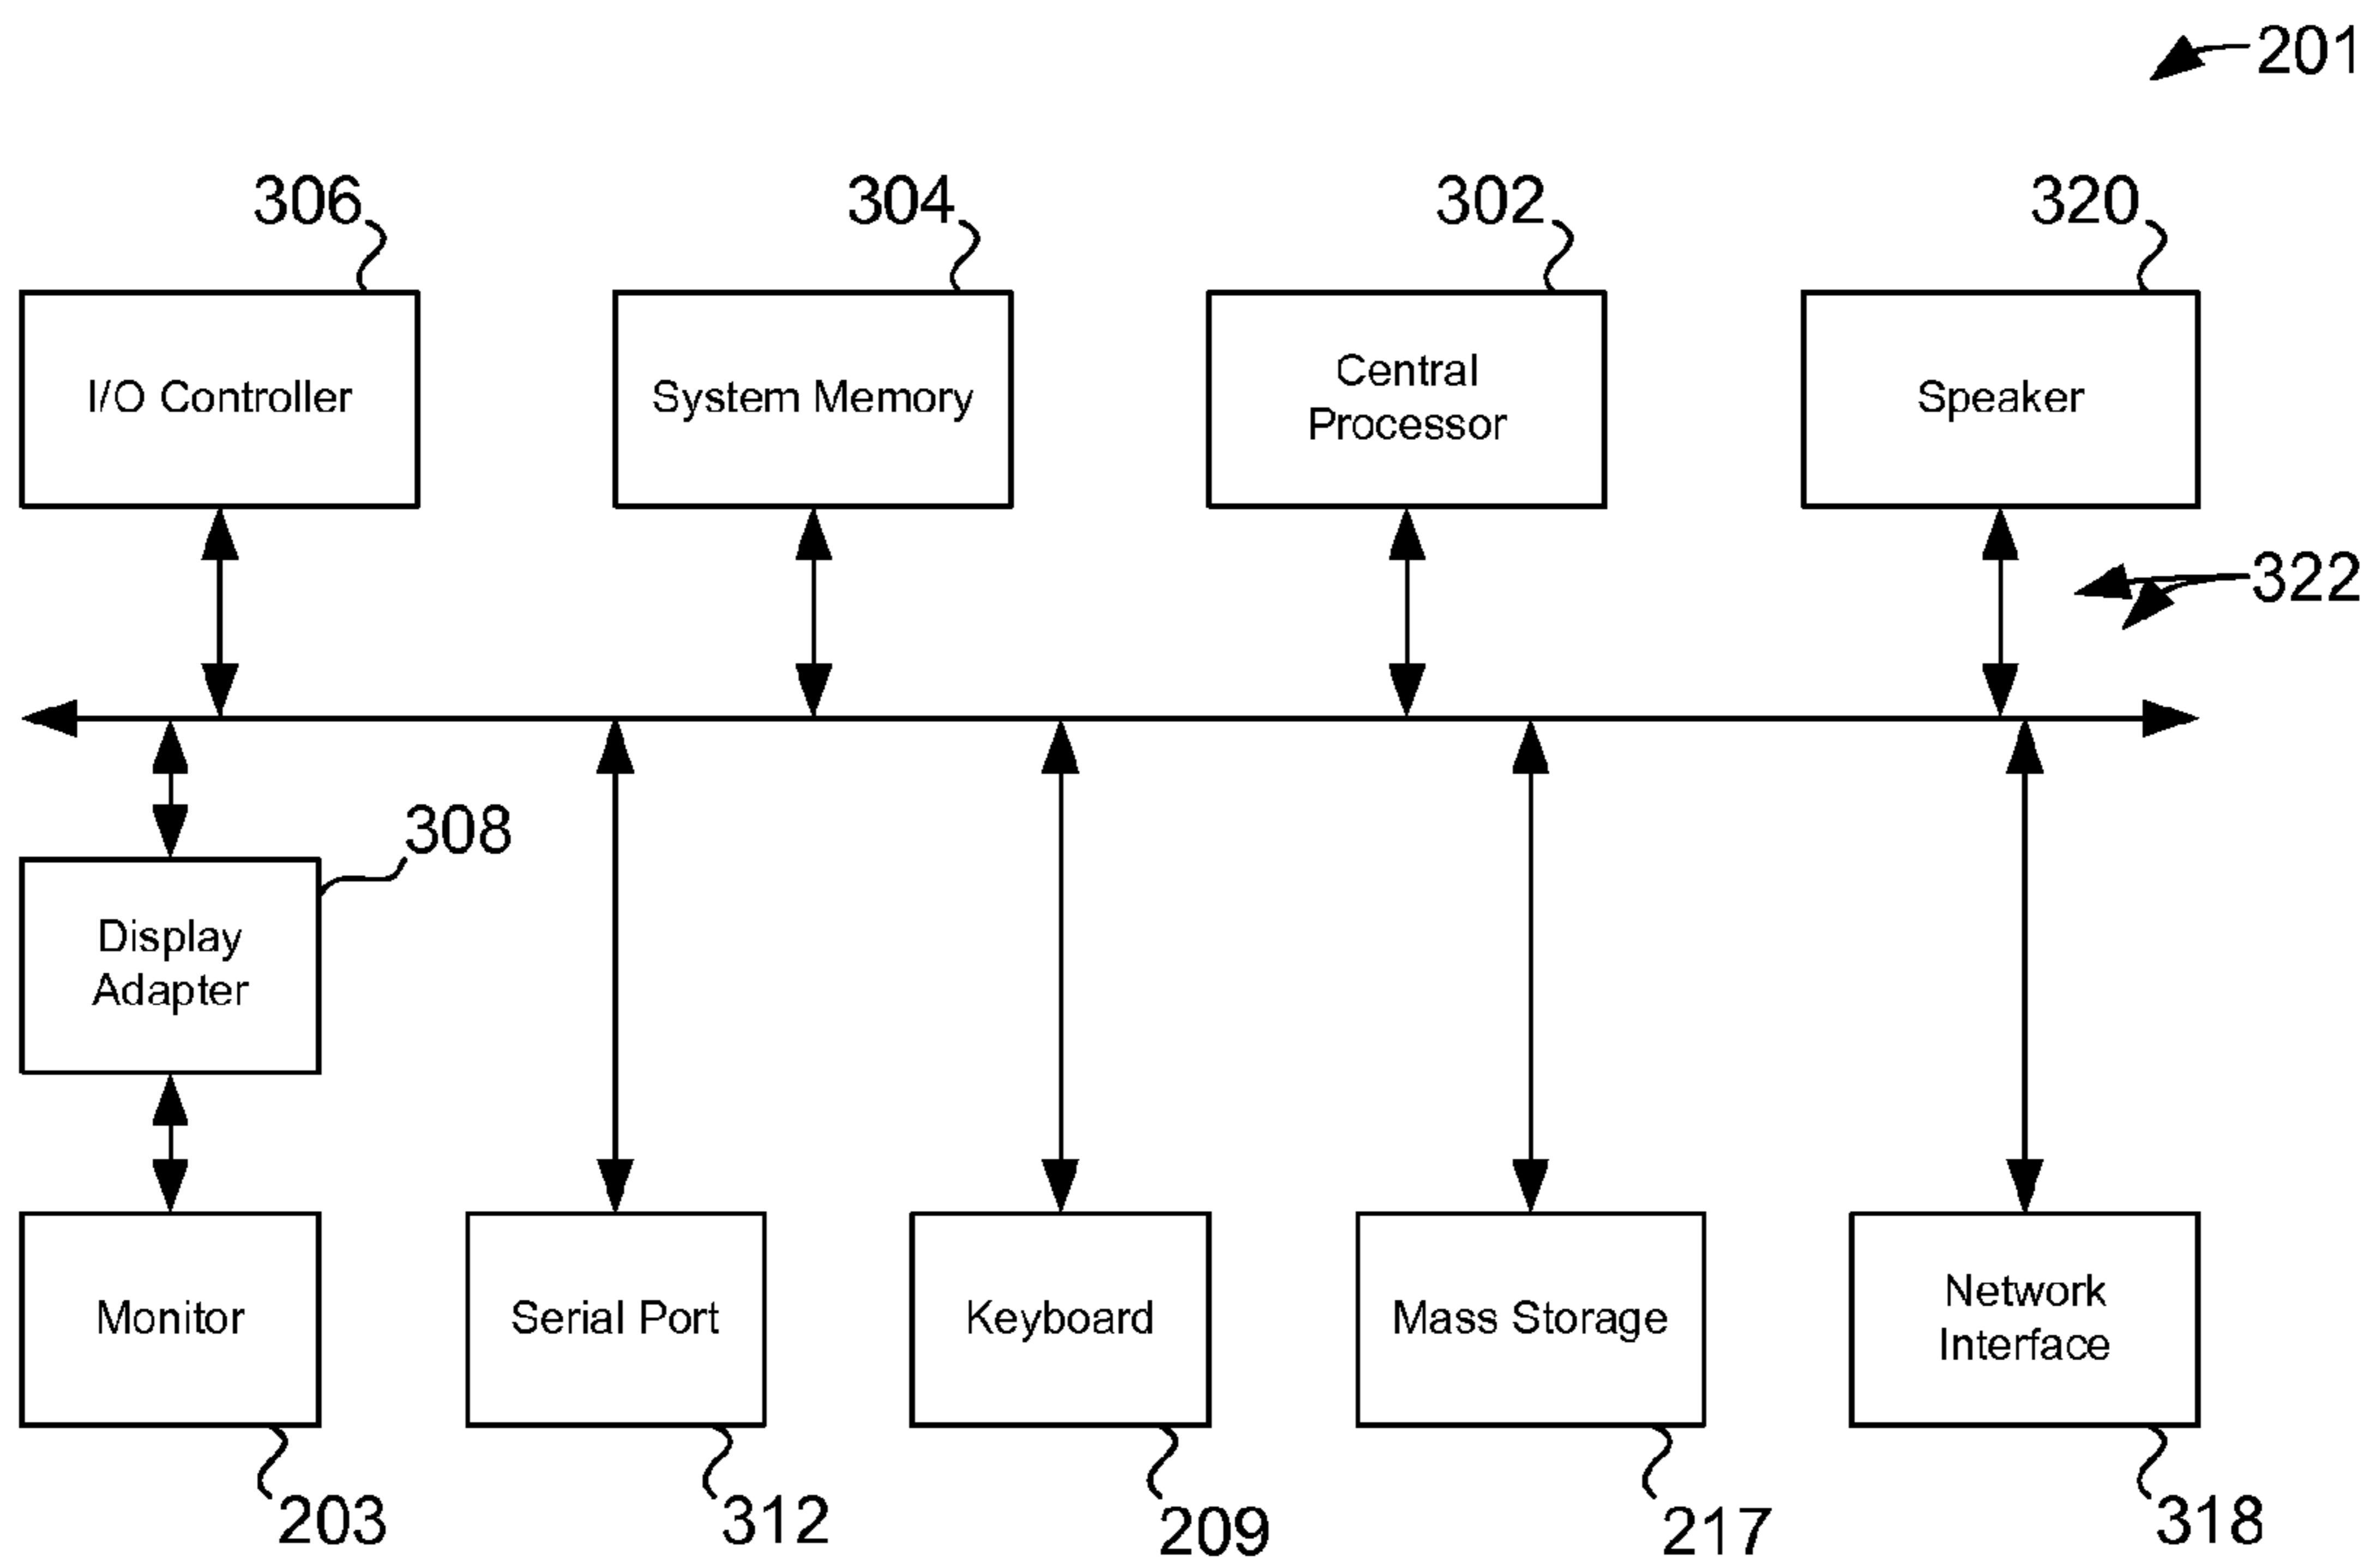 201
306
304
302
320
I/O Controller
System Memory
Central
Processor
Speaker
322
308
Display
Adapter
Monitor
Serial Port
Keyboard
Mass Storage
Network
Interface
203
312
209
217
318